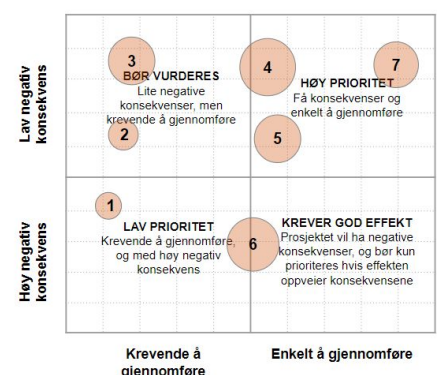 Lav negativ
konsekvens
Høy negativ
konsekvens
3
BØR VURDERES
Lite negative
konsekvenser, men
krevende å gjennomføre
2
4
7
HØY PRIORITET
Få konsekvenser og
enkelt å gjennomføre
5
1
LAV PRIORITET
Krevende å gjennomføre,
og med høy negativ
konsekvens
6
KREVER GOD EFFEKT
Prosjektet vil ha negative
konsekvenser, og bør kun
prioriteres hvis effekten
oppveier konsekvensene
Krevende å
gjennomføre
Enkelt å gjennomføre